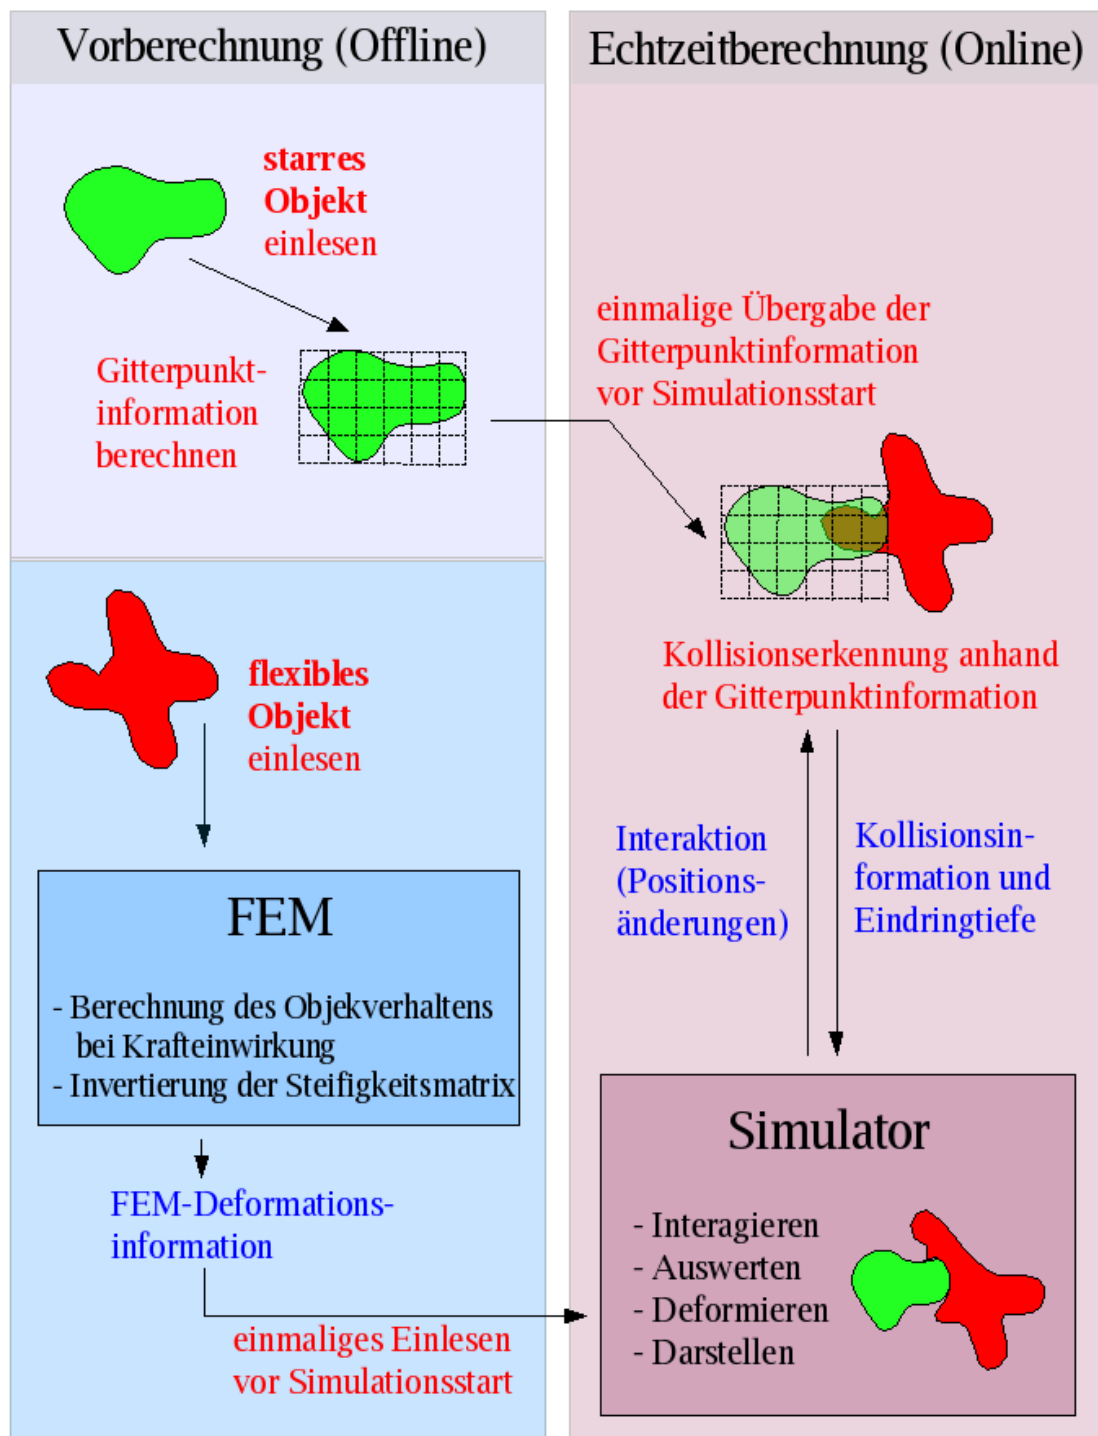 Vorberechnung (Offline)
starres
Objekt
einlesen
Gitterpunkt-
information
berechnen
flexibles
Objekt
einlesen
FEM
- Berechnung des Objekverhaltens
bei Krafteinwirkung
- Invertierung der Steifigkeitsmatrix
FEM-Deformations-
information
einmaliges Einlesen
vor Simulationsstart
Echtzeitberechnung (Online)
einmalige Übergabe der
Gitterpunktinformation
vor Simulationsstart
Kollisionserkennung anhand
der Gitterpunktinformation
Interaktion
(Positions-
änderungen)
Kollisionsin-
formation und
Eindringtiefe
Simulator
- Interagieren
- Auswerten
- Deformieren
- Darstellen